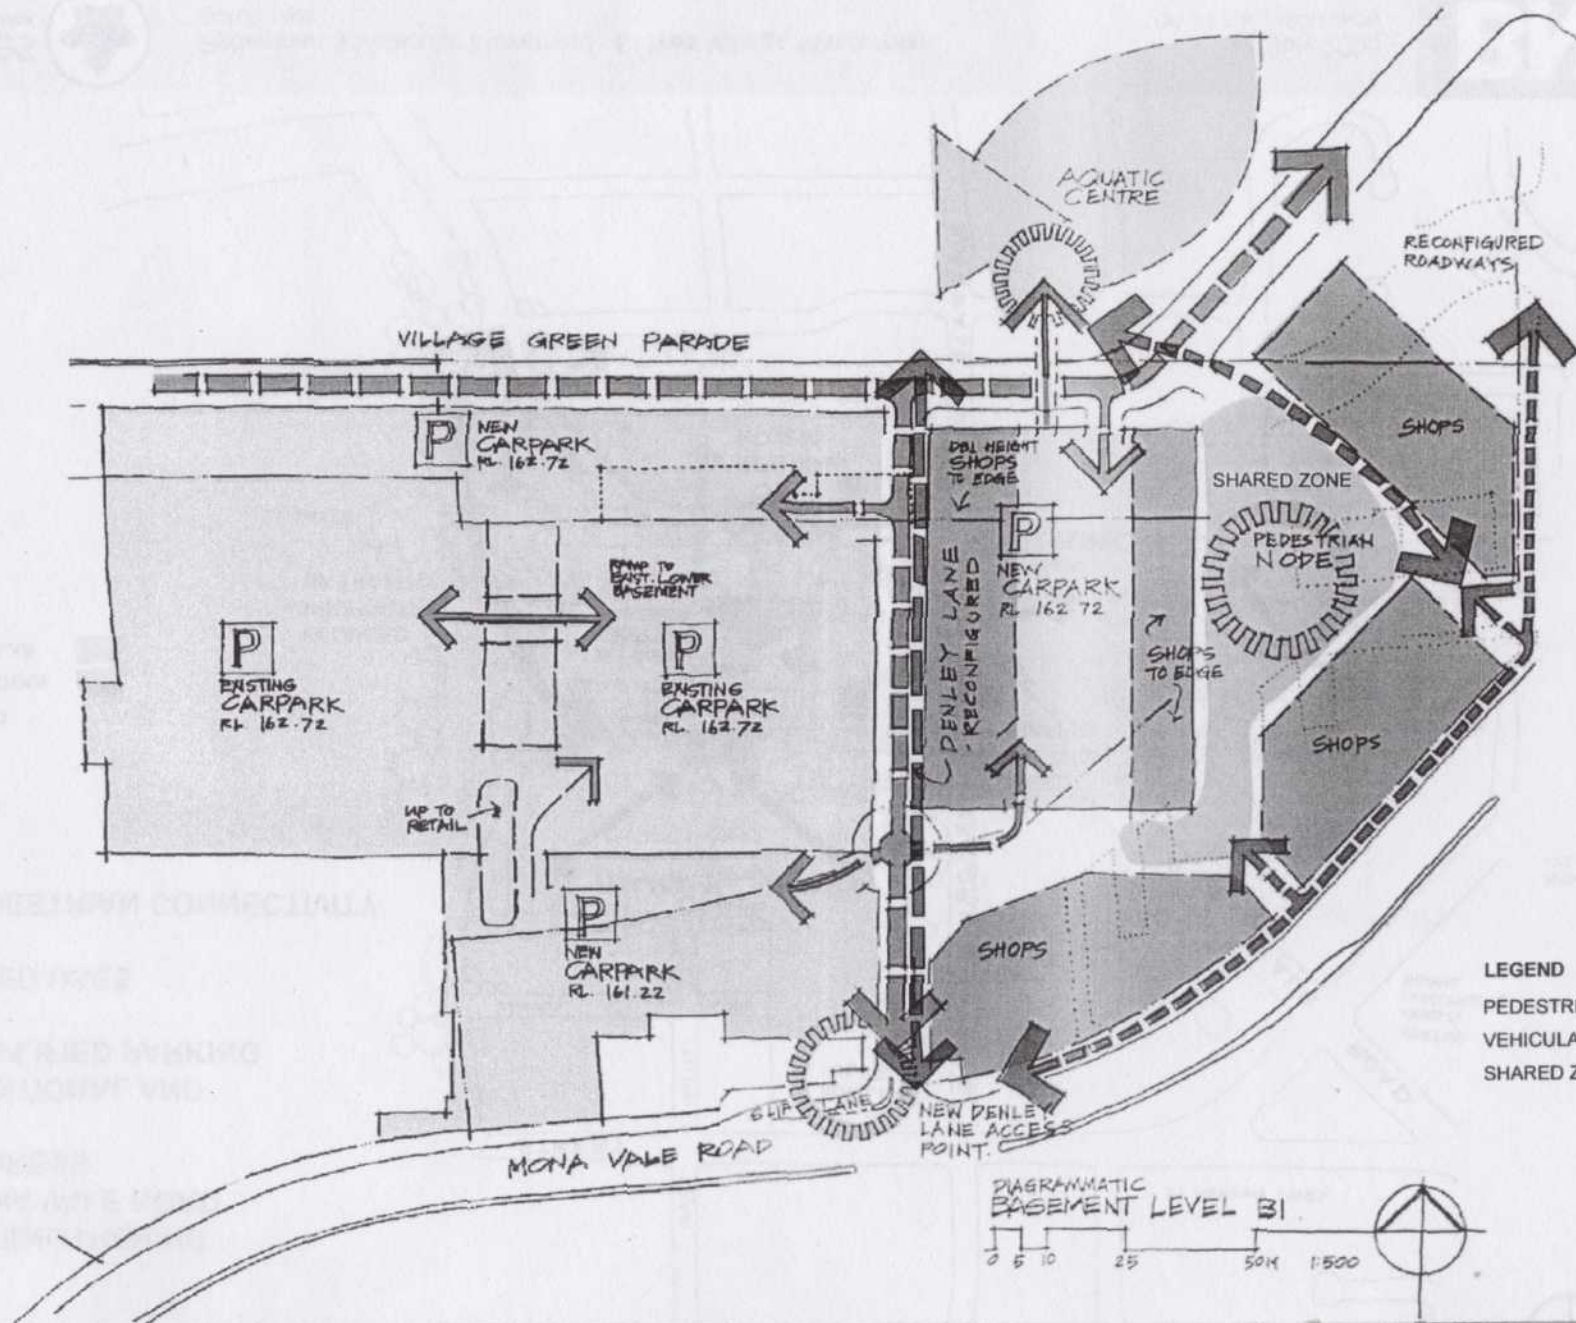 AQUATIC
CENTRE
RECONFIGURED
ROADWAYS
VILLAGE GREEN PARADE
P
NEW
CARPARK
RL. 162.72
DBL HEIGHT
SHOPS
TO EDGE
SHOPS
SHARED ZONE
P
NEW
CARPARK
RL 162 72
PEDESTRIAN
NODE
RAMP TO
EXIST. LOWER
BASEMENT
DENLEY LANE
- RECONFIGURED
P
EXISTING
CARPARK
RL 162.72
P
EXISTING
CARPARK
RL 162.72
SHOPS
TO EDGE
SHOPS
UP TO
RETAIL
P
NEW
CARPARK
RL 161.22
SHOPS
LEGEND
PEDESTRI
VEHICULA
SHARED Z
SLIP LANE
NEW DENLEY
LANE ACCESS
POINT.
MONA VALE ROAD
DIAGRAMMATIC
BASEMENT LEVEL B1
0 5 10 25 50M 1:500